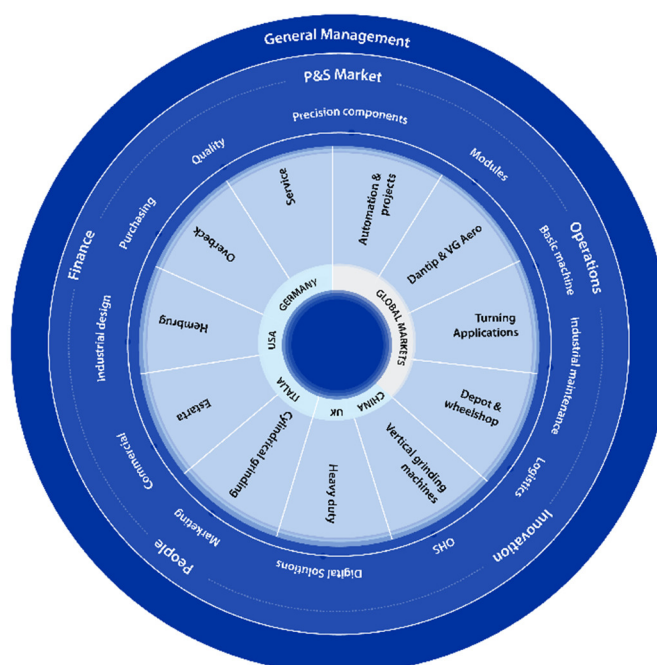 General Management
P&S Market
Operations
Innovation
People
Finance
Precision components
Modules
Basic machine
Industrial maintenance
Logistics
OHS
Digital Solutions
Marketing
Commercial
Industrial design
Purchasing
Quality
Automation &
projects
Dantip & VG Aero
Turning
Applications
Depot &
wheelshop
Vertical grinding
machines
Heavy duty
Cylindrical grinding
Estarta
Hembrug
Overbeck
Service
GLOBAL MARKETS
CHINA
UK
ITALIA
USA
GERMANY